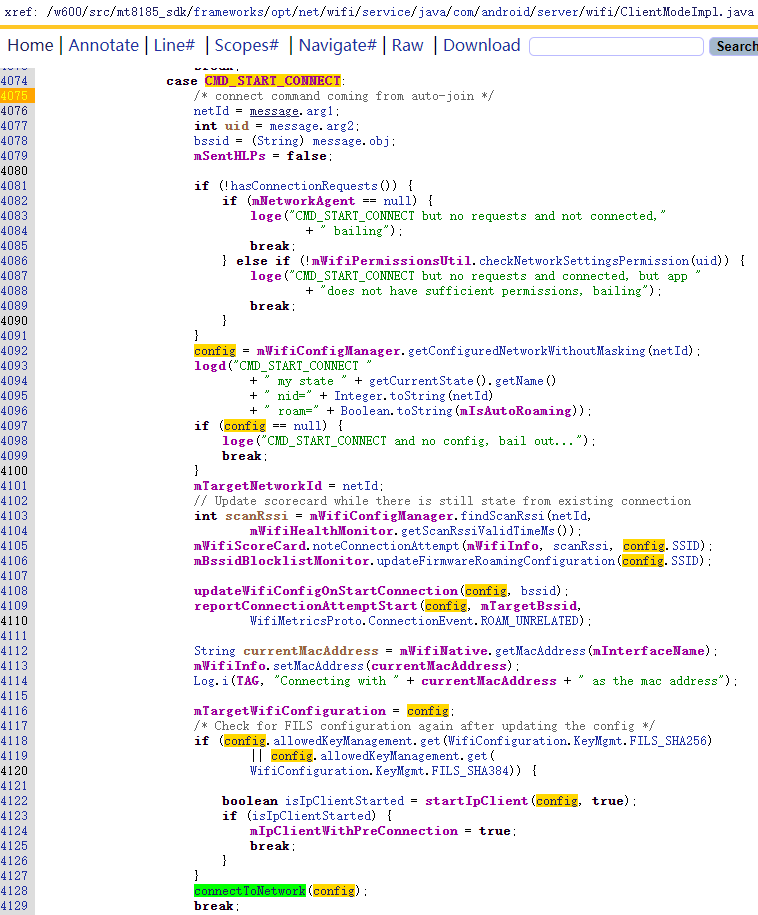 xref: /w600/src/mt8185_sdk/frameworks/opt/net/wifi/service/java/com/android/server/wifi/ClientModeImpl.java
Home | Annotate | Line# | Scopes# | Navigate# | Raw | Download Search
4073 break;
4074 case CMD_START_CONNECT:
4075 /* connect command coming from auto-join */
4076 netId = message.arg1;
4077 int uid = message.arg2;
4078 bssid = (String) message.obj;
4079 mSentHLPs = false;
4080
4081 if (!hasConnectionRequests()) {
4082 if (mNetworkAgent == null) {
4083 loge("CMD_START_CONNECT but no requests and not connected,"
4084 + " bailing");
4085 break;
4086 } else if (!mWifiPermissionsUtil.checkNetworkSettingsPermission(uid)) {
4087 loge("CMD_START_CONNECT but no requests and connected, but app "
4088 + "does not have sufficient permissions, bailing");
4089 break;
4090 }
4091 }
4092 config = mWifiConfigManager.getConfiguredNetworkWithoutMasking(netId);
4093 logd("CMD_START_CONNECT "
4094 + " my state " + getCurrentState().getName()
4095 + " nid=" + Integer.toString(netId)
4096 + " roam=" + Boolean.toString(mIsAutoRoaming));
4097 if (config == null) {
4098 loge("CMD_START_CONNECT and no config, bail out...");
4099 break;
4100 }
4101 mTargetNetworkId = netId;
4102 // Update scorecard while there is still state from existing connection
4103 int scanRssi = mWifiConfigManager.findScanRssi(netId,
4104 mWifiHealthMonitor.getScanRssiValidTimeMs());
4105 mWifiScoreCard.noteConnectionAttempt(mWifiInfo, scanRssi, config.SSID);
4106 mBssidBlocklistMonitor.updateFirmwareRoamingConfiguration(config.SSID);
4107
4108 updateWifiConfigOnStartConnection(config, bssid);
4109 reportConnectionAttemptStart(config, mTargetBssid,
4110 WifiMetricsProto.ConnectionEvent.ROAM_UNRELATED);
4111
4112 String currentMacAddress = mWifiNative.getMacAddress(mInterfaceName);
4113 mWifiInfo.setMacAddress(currentMacAddress);
4114 Log.i(TAG, "Connecting with " + currentMacAddress + " as the mac address");
4115
4116 mTargetWifiConfiguration = config;
4117 /* Check for FILS configuration again after updating the config */
4118 if (config.allowedKeyManagement.get(WifiConfiguration.KeyMgmt.FILS_SHA256)
4119 || config.allowedKeyManagement.get(
4120 WifiConfiguration.KeyMgmt.FILS_SHA384)) {
4121
4122 boolean isIpClientStarted = startIpClient(config, true);
4123 if (isIpClientStarted) {
4124 mIpClientWithPreConnection = true;
4125 break;
4126 }
4127 }
4128 connectToNetwork(config);
4129 break;